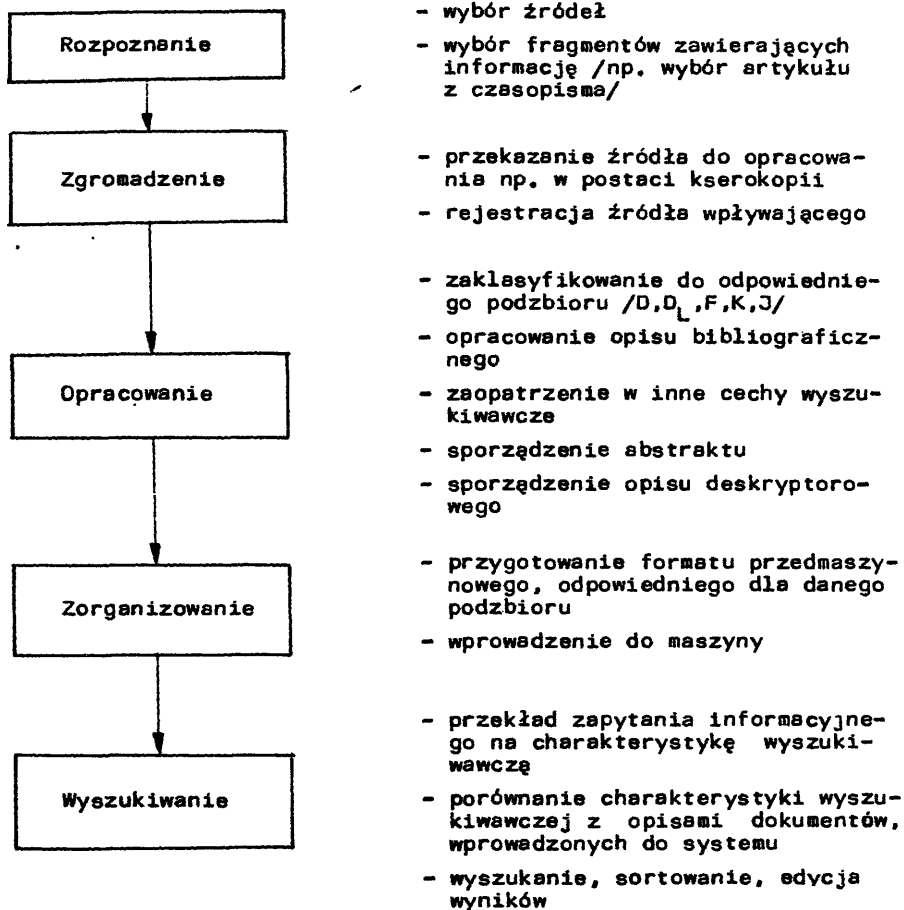 Rozpoznanie
- wybór źródeł
- wybór fragmentów zawierających
informację /np. wybór artykułu
z czasopisma/
Zgromadzenie
- przekazanie źródła do opracowa-
nia np. w postaci kserokopii
- rejestracja źródła wpływającego
Opracowanie
- zaklasyfikowanie do odpowiednie-
go podzbioru /D,D_L,F,K,J/
- opracowanie opisu bibliograficz-
nego
- zaopatrzenie w inne cechy wyszu-
kiwawcze
- sporządzenie abstraktu
- sporządzenie opisu deskryptoro-
wego
Zorganizowanie
- przygotowanie formatu przedmaszy-
nowego, odpowiedniego dla danego
podzbioru
- wprowadzenie do maszyny
Wyszukiwanie
- przekład zapytania informacyjne-
go na charakterystykę wyszuki-
wawczę
- porównanie charakterystyki wyszu-
kiwawczej z opisami dokumentów,
wprowadzonych do systemu
- wyszukanie, sortowanie, edycja
wyników